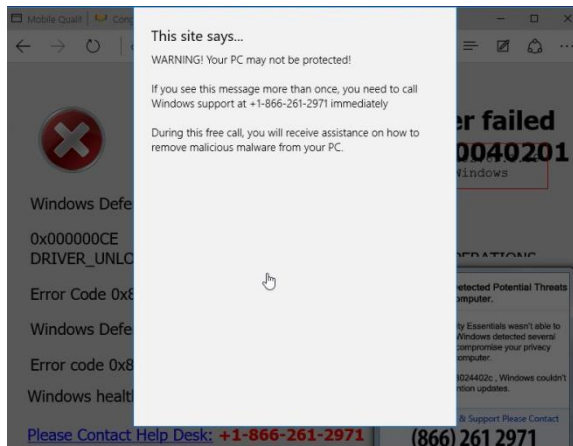 Mobile Qualit
This site says...
WARNING! Your PC may not be protected!
If you see this message more than once, you need to call
Windows support at +1-866-261-2971 immediately
During this free call, you will receive assistance on how to
remove malicious malware from your PC.
er failed
0040201
Windows
Windows Defe
0x000000CE
DRIVER_UNLO
Error Code 0x8
Windows Defe
Error code 0x8
Windows healt
Please Contact Help Desk: +1-866-261-2971
etected Potential Threats
omputer.
ty Essentials wasn't able to
Windows detected several
compromise your privacy
omputer.
8024402c , Windows couldn't
ntion updates.
& Support Please Contact
(866) 261 2971